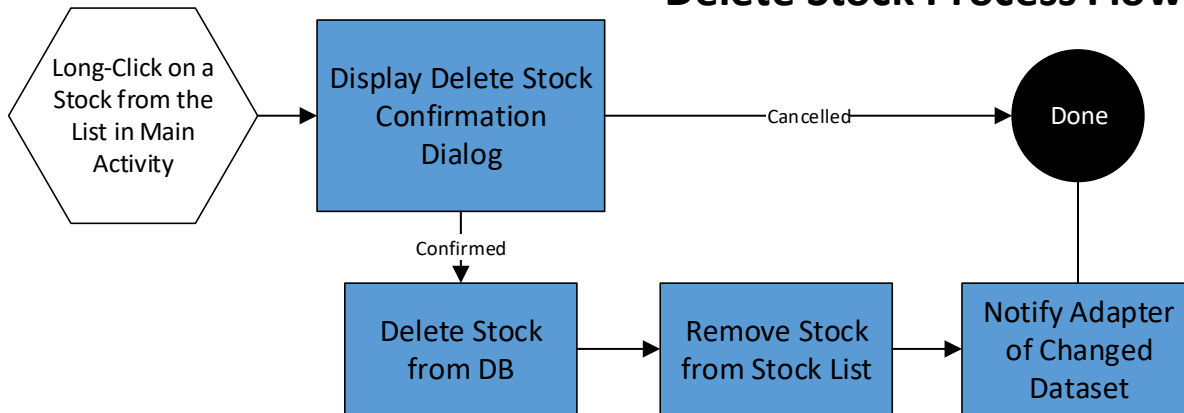 Delete Stock Process Flow
Long-Click on a
Stock from the
List in Main
Activity
Display Delete Stock
Confirmation
Dialog
Cancelled
Done
Confirmed
Delete Stock
from DB
Remove Stock
from Stock List
Notify Adapter
of Changed
Dataset